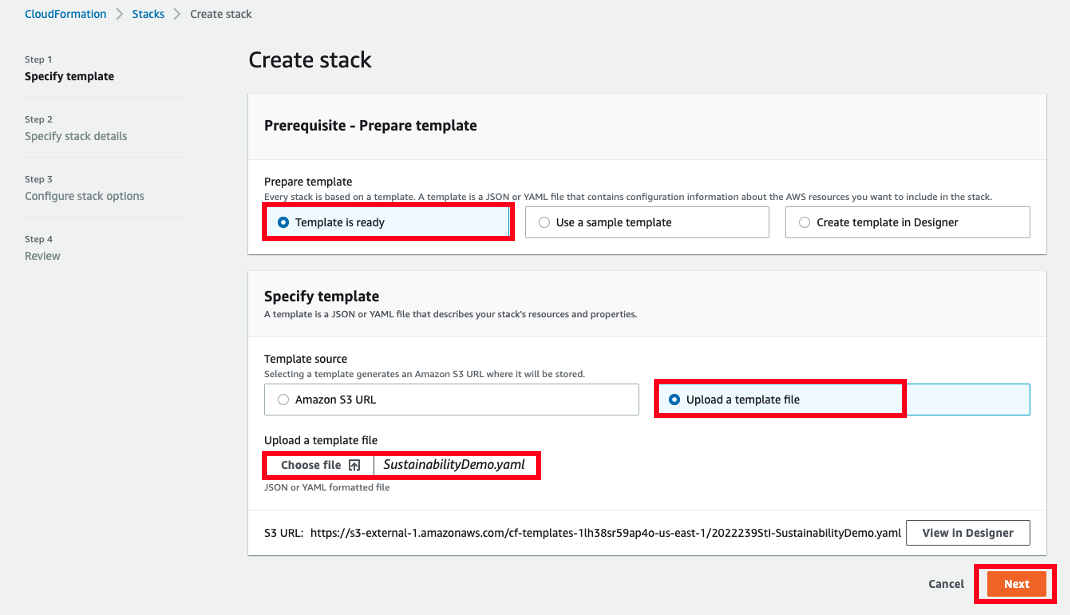 CloudFormation > Stacks > Create stack
Step 1
Specify template
Step 2
Specify stack details
Step 3
Configure stack options
Step 4
Review
Create stack
Prerequisite - Prepare template
Prepare template
Every stack is based on a template. A template is a JSON or YAML file that contains configuration information about the AWS resources you want to include in the stack.
Template is ready
Use a sample template
Create template in Designer
Specify template
A template is a JSON or YAML file that describes your stack's resources and properties.
Template source
Selecting a template generates an Amazon S3 URL where it will be stored.
Amazon S3 URL
Upload a template file
Upload a template file
Choose file SustainabilityDemo.yaml
JSON or YAML formatted file
S3 URL: https://s3-external-1.amazonaws.com/cf-templates-1lh38sr59ap4o-us-east-1/2022239StI-SustainabilityDemo.yaml View in Designer
Cancel Next